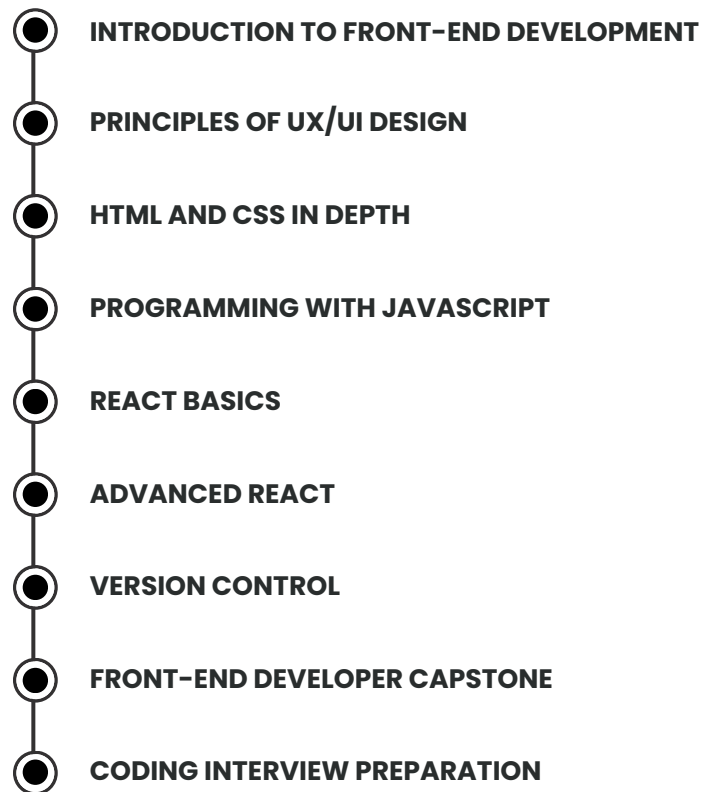 INTRODUCTION TO FRONT-END DEVELOPMENT
PRINCIPLES OF UX/UI DESIGN
HTML AND CSS IN DEPTH
PROGRAMMING WITH JAVASCRIPT
REACT BASICS
ADVANCED REACT
VERSION CONTROL
FRONT-END DEVELOPER CAPSTONE
CODING INTERVIEW PREPARATION